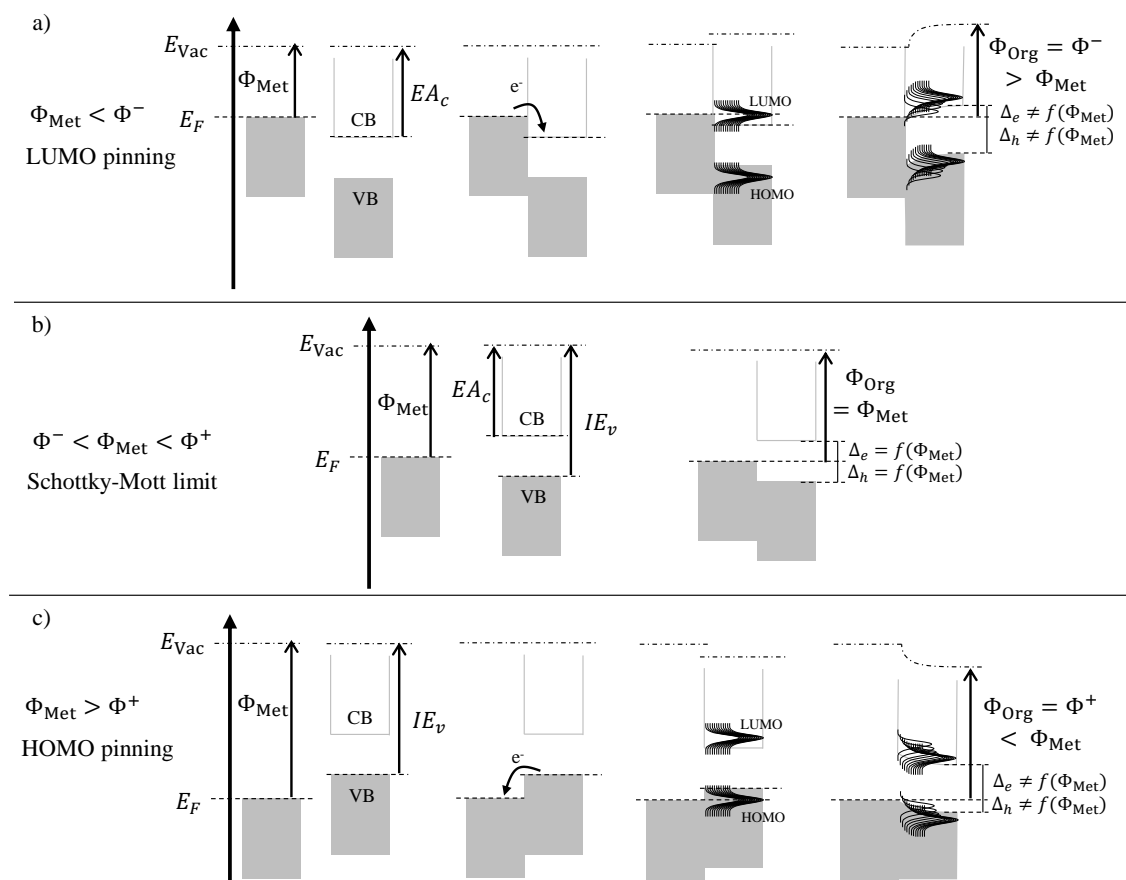 a)
E_Vac
Φ_Met
EA_c
CB
VB
E_F
Φ_Met < Φ⁻
LUMO pinning
e⁻
LUMO
HOMO
Φ_Org = Φ⁻
> Φ_Met
Δ_e ≠ f(Φ_Met)
Δ_h ≠ f(Φ_Met)
b)
E_Vac
Φ_Met
EA_c
CB
IE_v
VB
E_F
Φ⁻ < Φ_Met < Φ⁺
Schottky-Mott limit
Φ_Org
= Φ_Met
Δ_e = f(Φ_Met)
Δ_h = f(Φ_Met)
c)
E_Vac
Φ_Met
CB
IE_v
VB
E_F
Φ_Met > Φ⁺
HOMO pinning
e⁻
LUMO
HOMO
Φ_Org = Φ⁺
< Φ_Met
Δ_e ≠ f(Φ_Met)
Δ_h ≠ f(Φ_Met)